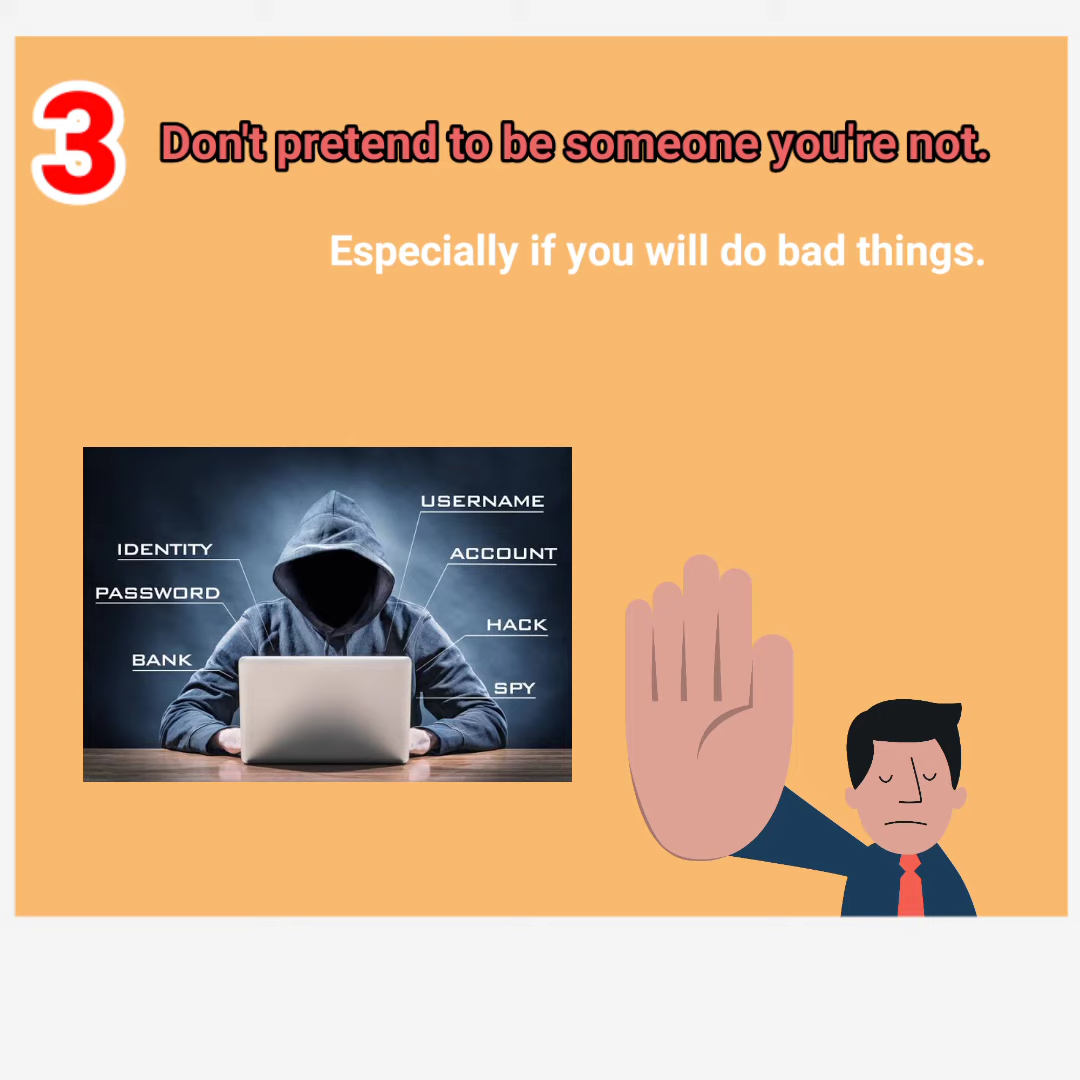 3
Don't pretend to be someone you're not.
Especially if you will do bad things.
USERNAME
IDENTITY
ACCOUNT
PASSWORD
HACK
BANK
SPY